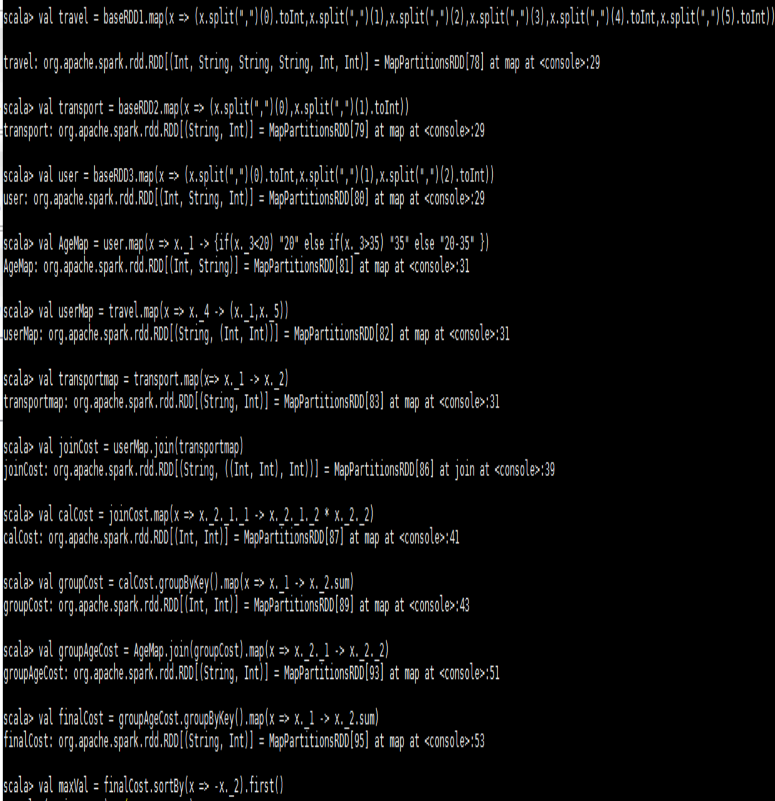 scala> val travel = baseRDD1.map(x => (x.split(",")(0).toInt,x.split(",")(1),x.split(",")(2),x.split(",")(3),x.split(",")(4).toInt,x.split(",")(5).toInt))
travel: org.apache.spark.rdd.RDD[(Int, String, String, String, Int, Int)] = MapPartitionsRDD[78] at map at <console>:29
scala> val transport = baseRDD2.map(x => (x.split(",")(0),x.split(",")(1).toInt))
transport: org.apache.spark.rdd.RDD[(String, Int)] = MapPartitionsRDD[79] at map at <console>:29
scala> val user = baseRDD3.map(x => (x.split(",")(0).toInt,x.split(",")(1),x.split(",")(2).toInt))
user: org.apache.spark.rdd.RDD[(Int, String, Int)] = MapPartitionsRDD[80] at map at <console>:29
scala> val AgeMap = user.map(x => x._1 -> {if(x._3<20) "20" else if(x._3>35) "35" else "20-35" })
AgeMap: org.apache.spark.rdd.RDD[(Int, String)] = MapPartitionsRDD[81] at map at <console>:31
scala> val userMap = travel.map(x => x._4 -> (x._1,x._5))
userMap: org.apache.spark.rdd.RDD[(String, (Int, Int))] = MapPartitionsRDD[82] at map at <console>:31
scala> val transportmap = transport.map(x=> x._1 -> x._2)
transportmap: org.apache.spark.rdd.RDD[(String, Int)] = MapPartitionsRDD[83] at map at <console>:31
scala> val joinCost = userMap.join(transportmap)
joinCost: org.apache.spark.rdd.RDD[(String, ((Int, Int), Int))] = MapPartitionsRDD[86] at join at <console>:39
scala> val calCost = joinCost.map(x => x._2._1._1 -> x._2._1._2 * x._2._2)
calCost: org.apache.spark.rdd.RDD[(Int, Int)] = MapPartitionsRDD[87] at map at <console>:41
scala> val groupCost = calCost.groupByKey().map(x => x._1 -> x._2.sum)
groupCost: org.apache.spark.rdd.RDD[(Int, Int)] = MapPartitionsRDD[89] at map at <console>:43
scala> val groupAgeCost = AgeMap.join(groupCost).map(x => x._2._1 -> x._2._2)
groupAgeCost: org.apache.spark.rdd.RDD[(String, Int)] = MapPartitionsRDD[93] at map at <console>:51
scala> val finalCost = groupAgeCost.groupByKey().map(x => x._1 -> x._2.sum)
finalCost: org.apache.spark.rdd.RDD[(String, Int)] = MapPartitionsRDD[95] at map at <console>:53
scala> val maxVal = finalCost.sortBy(x => -x._2).first()